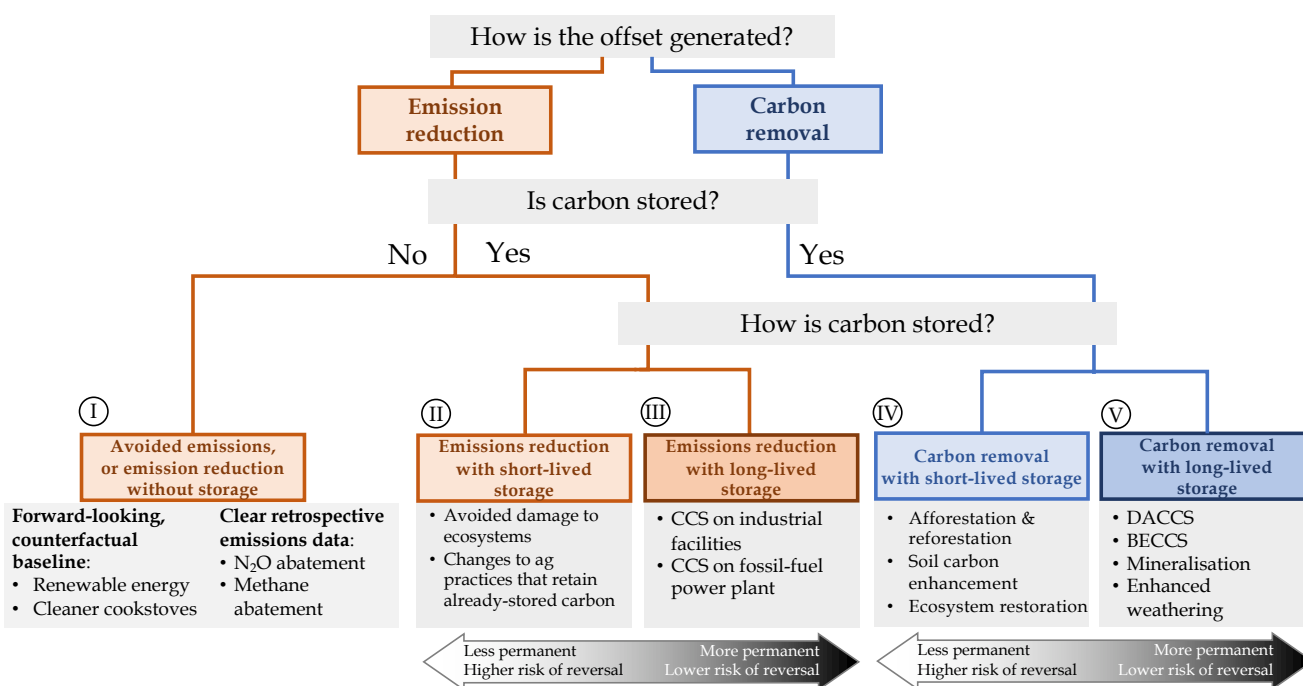 How is the offset generated?
Emission
reduction
Carbon
removal
Is carbon stored?
No
Yes
Yes
How is carbon stored?
I
Avoided emissions,
or emission reduction
without storage
Forward-looking,
counterfactual
baseline:
• Renewable energy
• Cleaner cookstoves
Clear retrospective
emissions data:
• N₂O abatement
• Methane
abatement
II
Emissions reduction
with short-lived
storage
• Avoided damage to
ecosystems
• Changes to ag
practices that retain
already-stored carbon
III
Emissions reduction
with long-lived
storage
• CCS on industrial
facilities
• CCS on fossil-fuel
power plant
IV
Carbon removal
with short-lived storage
• Afforestation &
reforestation
• Soil carbon
enhancement
• Ecosystem restoration
V
Carbon removal
with long-lived
storage
• DACCS
• BECCS
• Mineralisation
• Enhanced
weathering
Less permanent
Higher risk of reversal
More permanent
Lower risk of reversal
Less permanent
Higher risk of reversal
More permanent
Lower risk of reversal